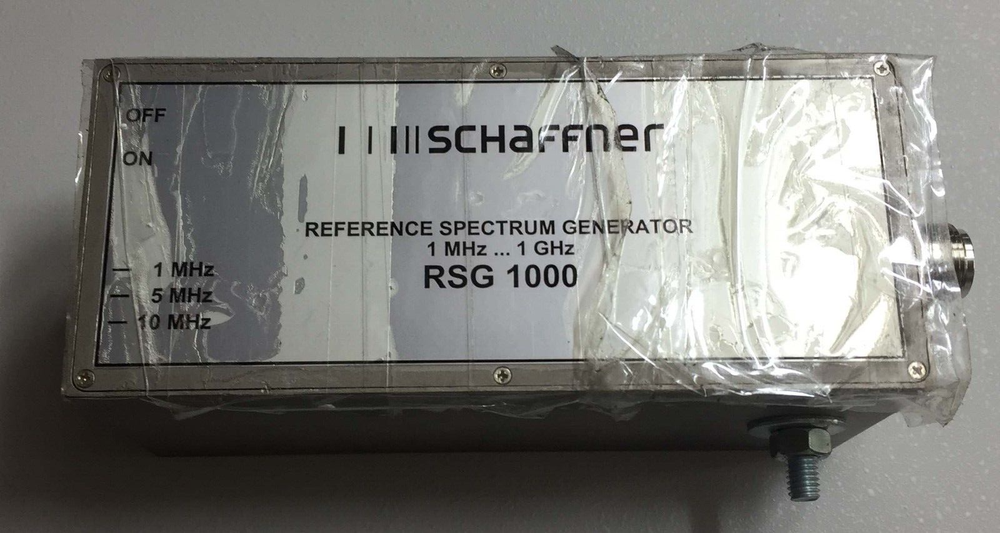 OFF
ON
SCHaFFner
REFERENCE SPECTRUM GENERATOR
1 MHz ... 1 GHz
RSG 1000
1 MHz
5 MHz
10 MHz